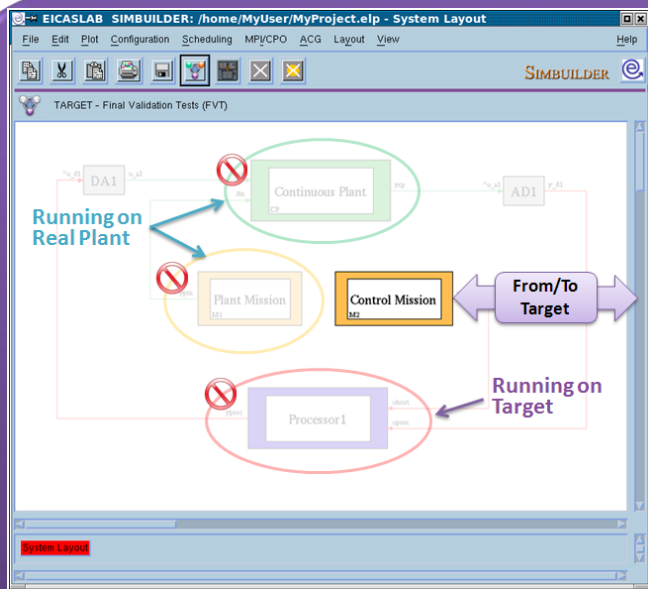 EICASLAB SIMBUILDER: /home/MyUser/MyProject.elp - System Layout
File Edit Plot Configuration Scheduling MPI/CPO ACG Layout View Help
SIMBUILDER
TARGET - Final Validation Tests (FVT)
DA1
Continuous Plant
CP
AD1
Running on
Real Plant
Plant Mission
M1
Control Mission
M2
From/To
Target
Running on
Target
Processor1
System Layout